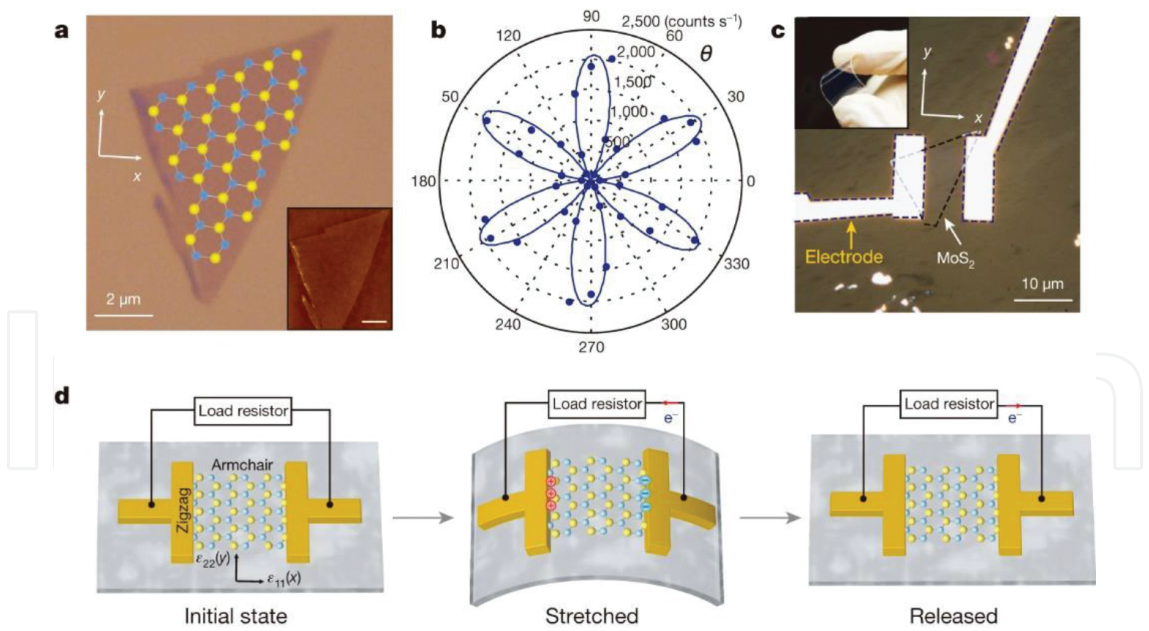 a
y
x
2 μm
b
90
2,500 (counts s⁻¹)
120
60
2,000
θ
1,500
50
30
1,000
500
180
0
210
330
240
300
270
c
y
x
Electrode
MoS₂
10 μm
d
Load resistor
Load resistor
Load resistor
e⁻
e⁻
Armchair
Zigzag
ε₂₂(y)
ε₁₁(x)
+
+
+
−
−
−
Initial state
Stretched
Released